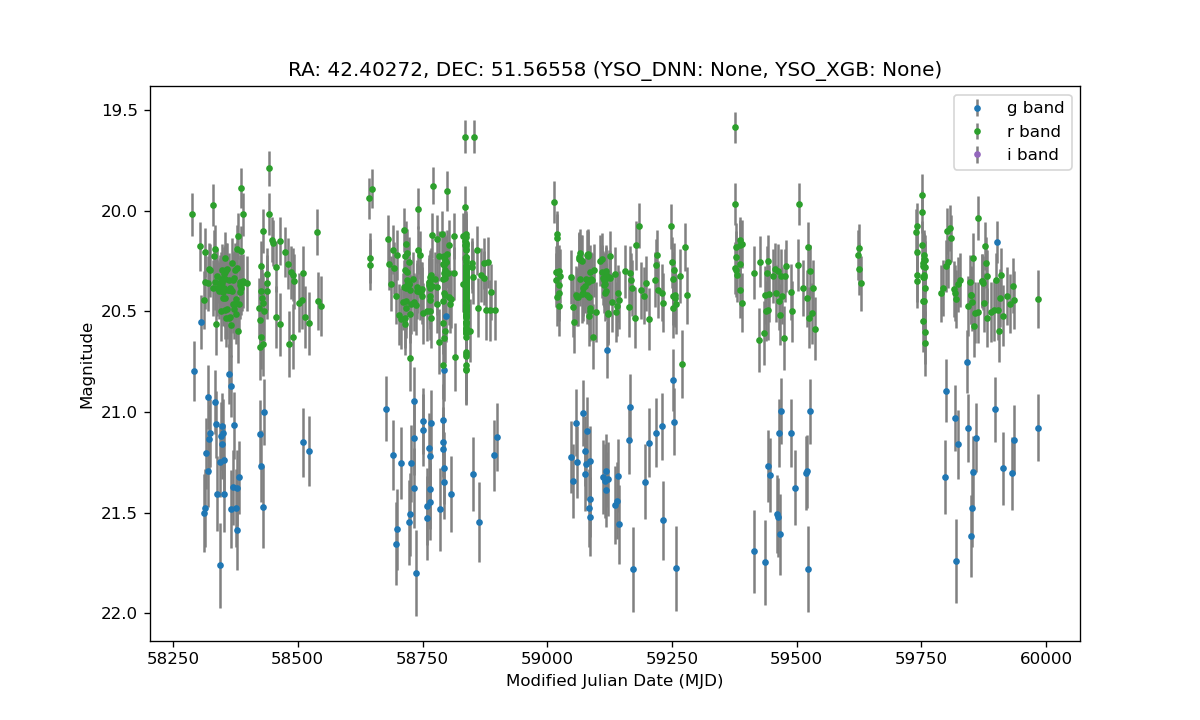 RA: 42.40272, DEC: 51.56558 (YSO_DNN: None, YSO_XGB: None)
g band
r band
i band
19.5
20.0
20.5
21.0
21.5
22.0
Magnitude
58250 58500 58750 59000 59250 59500 59750 60000
Modified Julian Date (MJD)